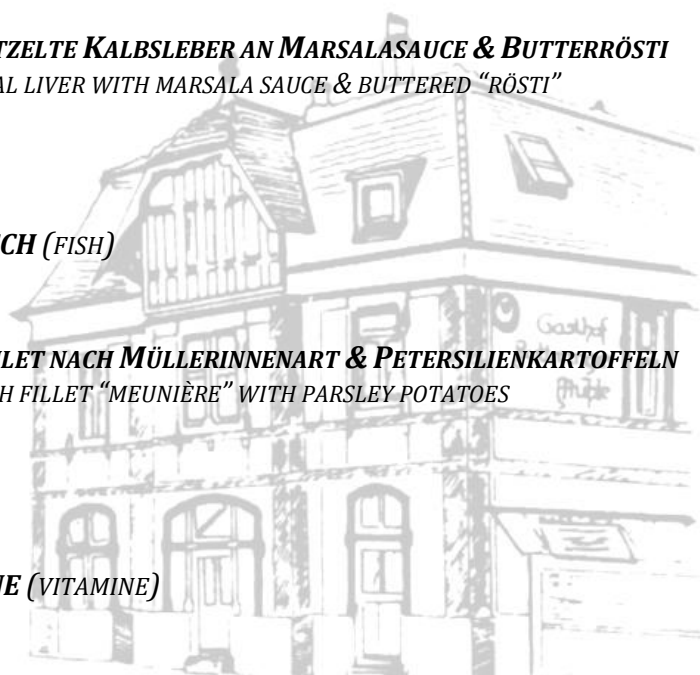 TZELTE KALBSLEBER AN MARSALASAUCE & BUTTERRÖSTI
AL LIVER WITH MARSALA SAUCE & BUTTERED “RÖSTI”
CH (FISH)
Gasthof
LET NACH MÜLLERINNENART & PETERSILIENKARTOFFELN
H FILLET “MEUNIÈRE” WITH PARSLEY POTATOES
NE (VITAMINE)